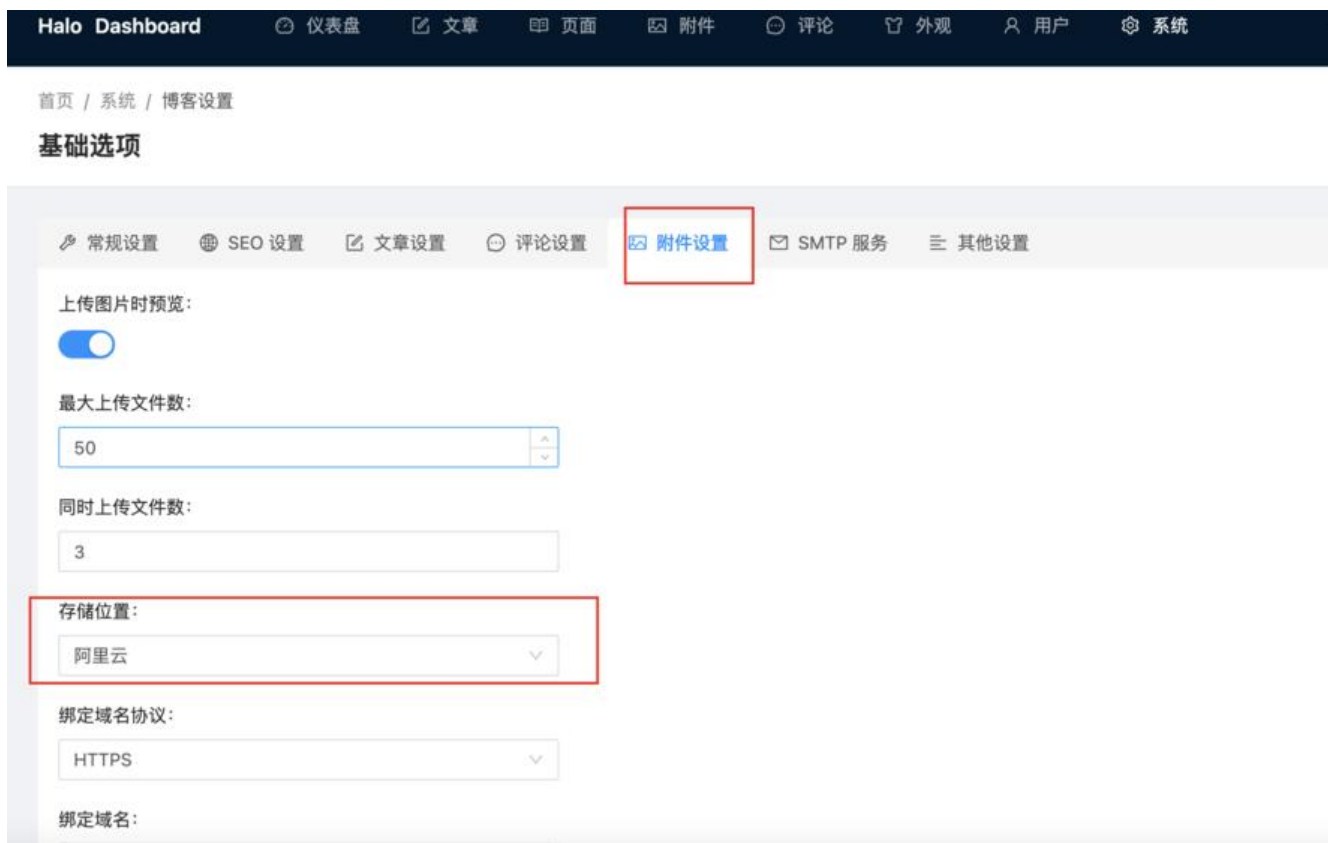 Halo Dashboard 仪表盘 文章 页面 附件 评论 外观 用户 系统
首页 / 系统 / 博客设置
基础选项
常规设置 SEO 设置 文章设置 评论设置 附件设置 SMTP 服务 其他设置
上传图片时预览：
最大上传文件数：
50
同时上传文件数：
3
存储位置：
阿里云
绑定域名协议：
HTTPS
绑定域名：